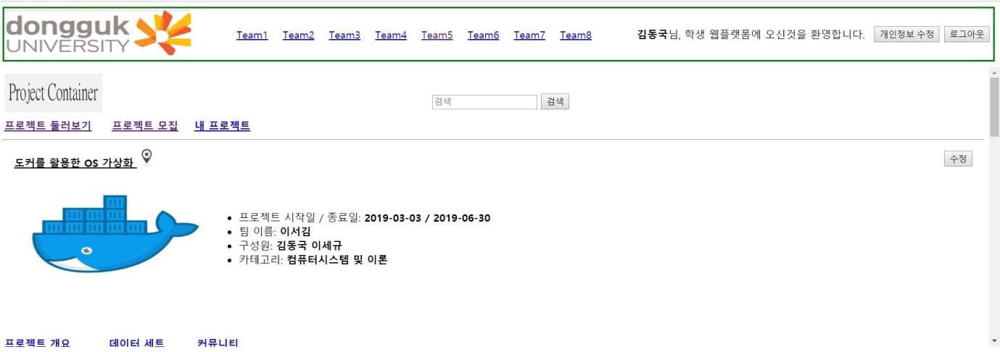 dongguk
UNIVERSITY
Team1 Team2 Team3 Team4 Team5 Team6 Team7 Team8
김동국님, 학생 웹플랫폼에 오신것을 환영합니다. 개인정보 수정 로그아웃
Project Container
검색 검색
프로젝트 둘러보기 프로젝트 모집 내 프로젝트
도커를 활용한 OS 가상화
수정
프로젝트 시작일 / 종료일: 2019-03-03 / 2019-06-30
팀 이름: 이서김
구성원: 김동국 이세규
카테고리: 컴퓨터시스템 및 이론
프로젝트 개요 데이터 세트 커뮤니티